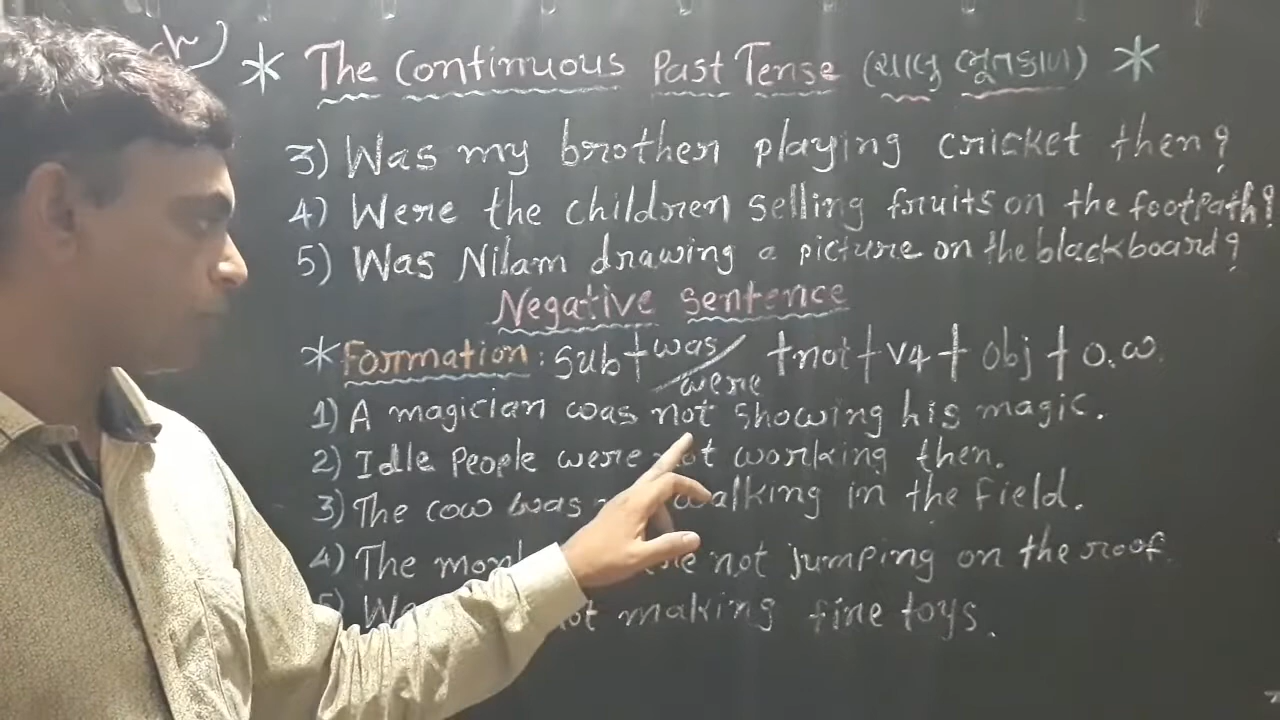 * The Continuous Past Tense (ચાલુ ભૂતકાળ) *
3) Was my brother playing cricket then?
4) Were the children selling fruits on the footpath?
5) Was Nilam drawing a picture on the blackboard?
Negative Sentence
* Formation: Sub + was/were + not + V4 + Obj + O.W.
1) A magician was not showing his magic.
2) Idle People were not working then.
3) The cow was walking in the field.
4) The not jumping on the roof.
5) making fine toys.